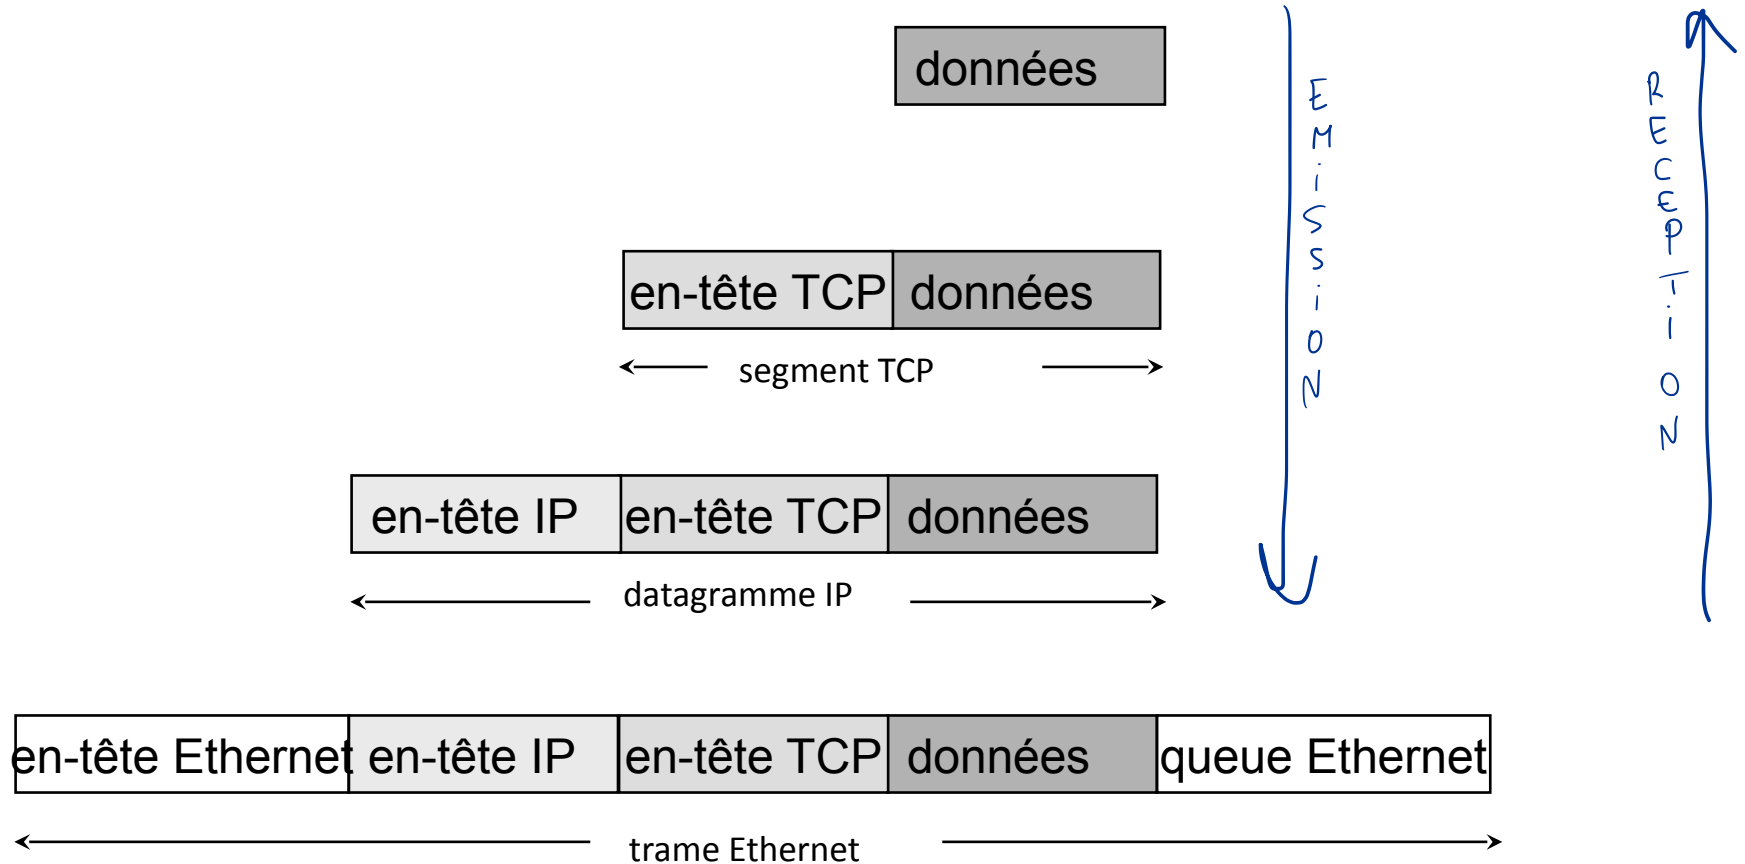 données
en-tête TCP données
segment TCP
en-tête IP en-tête TCP données
datagramme IP
en-tête Ethernet en-tête IP en-tête TCP données queue Ethernet
trame Ethernet
EMiSSiON
RECEPTiON